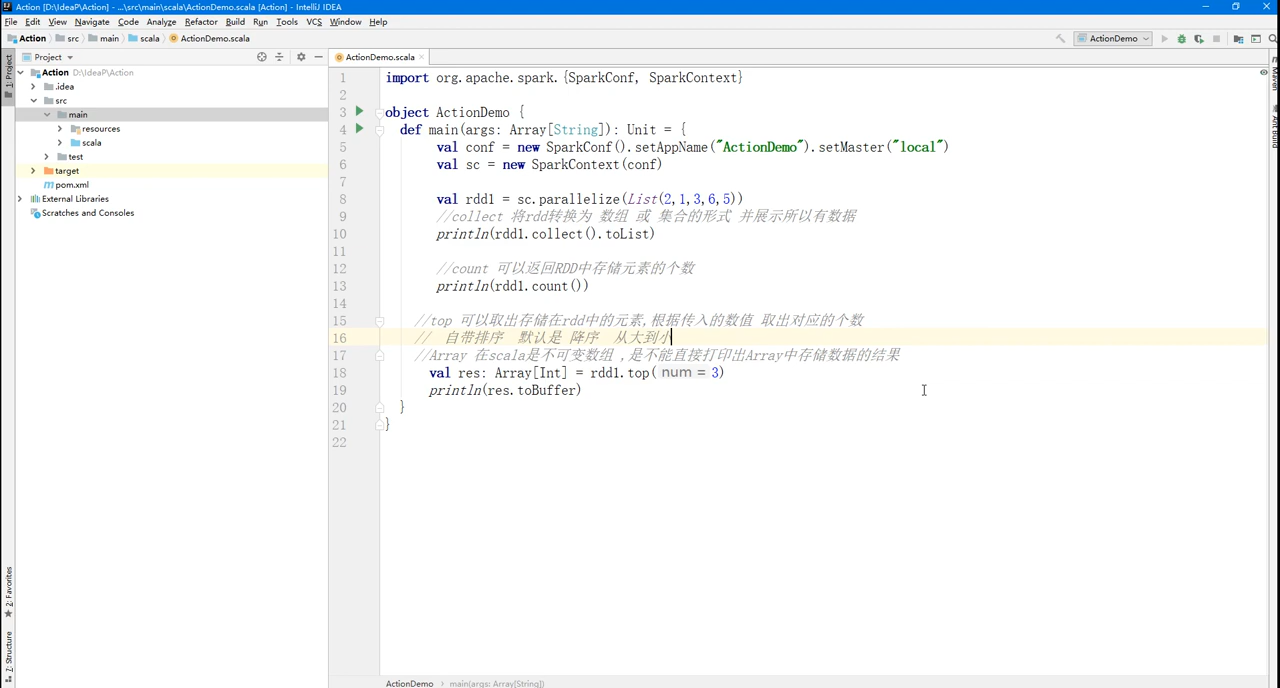 Action [D:\IdeaP\Action] - ...\src\main\scala\ActionDemo.scala [Action] - IntelliJ IDEA
File Edit View Navigate Code Analyze Refactor Build Run Tools VCS Window Help
Action src main scala ActionDemo.scala
ActionDemo
1: Project
Project
ActionDemo.scala
Action D:\IdeaP\Action
.idea
src
main
resources
scala
test
target
pom.xml
External Libraries
Scratches and Consoles
1 import org.apache.spark.{SparkConf, SparkContext}
2
3 object ActionDemo {
4 def main(args: Array[String]): Unit = {
5 val conf = new SparkConf().setAppName("ActionDemo").setMaster("local")
6 val sc = new SparkContext(conf)
7
8 val rdd1 = sc.parallelize(List(2,1,3,6,5))
9 //collect 将rdd转换为 数组 或 集合的形式 并展示所以有数据
10 println(rdd1.collect().toList)
11
12 //count 可以返回RDD中存储元素的个数
13 println(rdd1.count())
14
15 //top 可以取出存储在rdd中的元素,根据传入的数值 取出对应的个数
16 // 自带排序 默认是 降序 从大到小
17 //Array 在scala是不可变数组 ,是不能直接打印出Array中存储数据的结果
18 val res: Array[Int] = rdd1.top( num = 3)
19 println(res.toBuffer)
20 }
21 }
22
Maven
2: Favorites
7: Structure
ActionDemo main(args: Array[String])